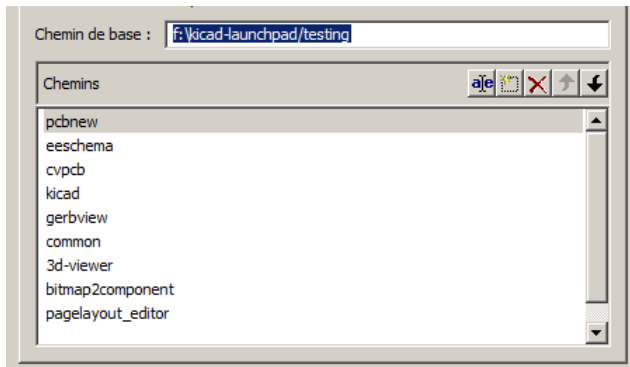 Chemin de base : f:\kicad-launchpad/testing
Chemins
pcbnew
eeschema
cvpcb
kicad
gerbview
common
3d-viewer
bitmap2component
pagelayout_editor